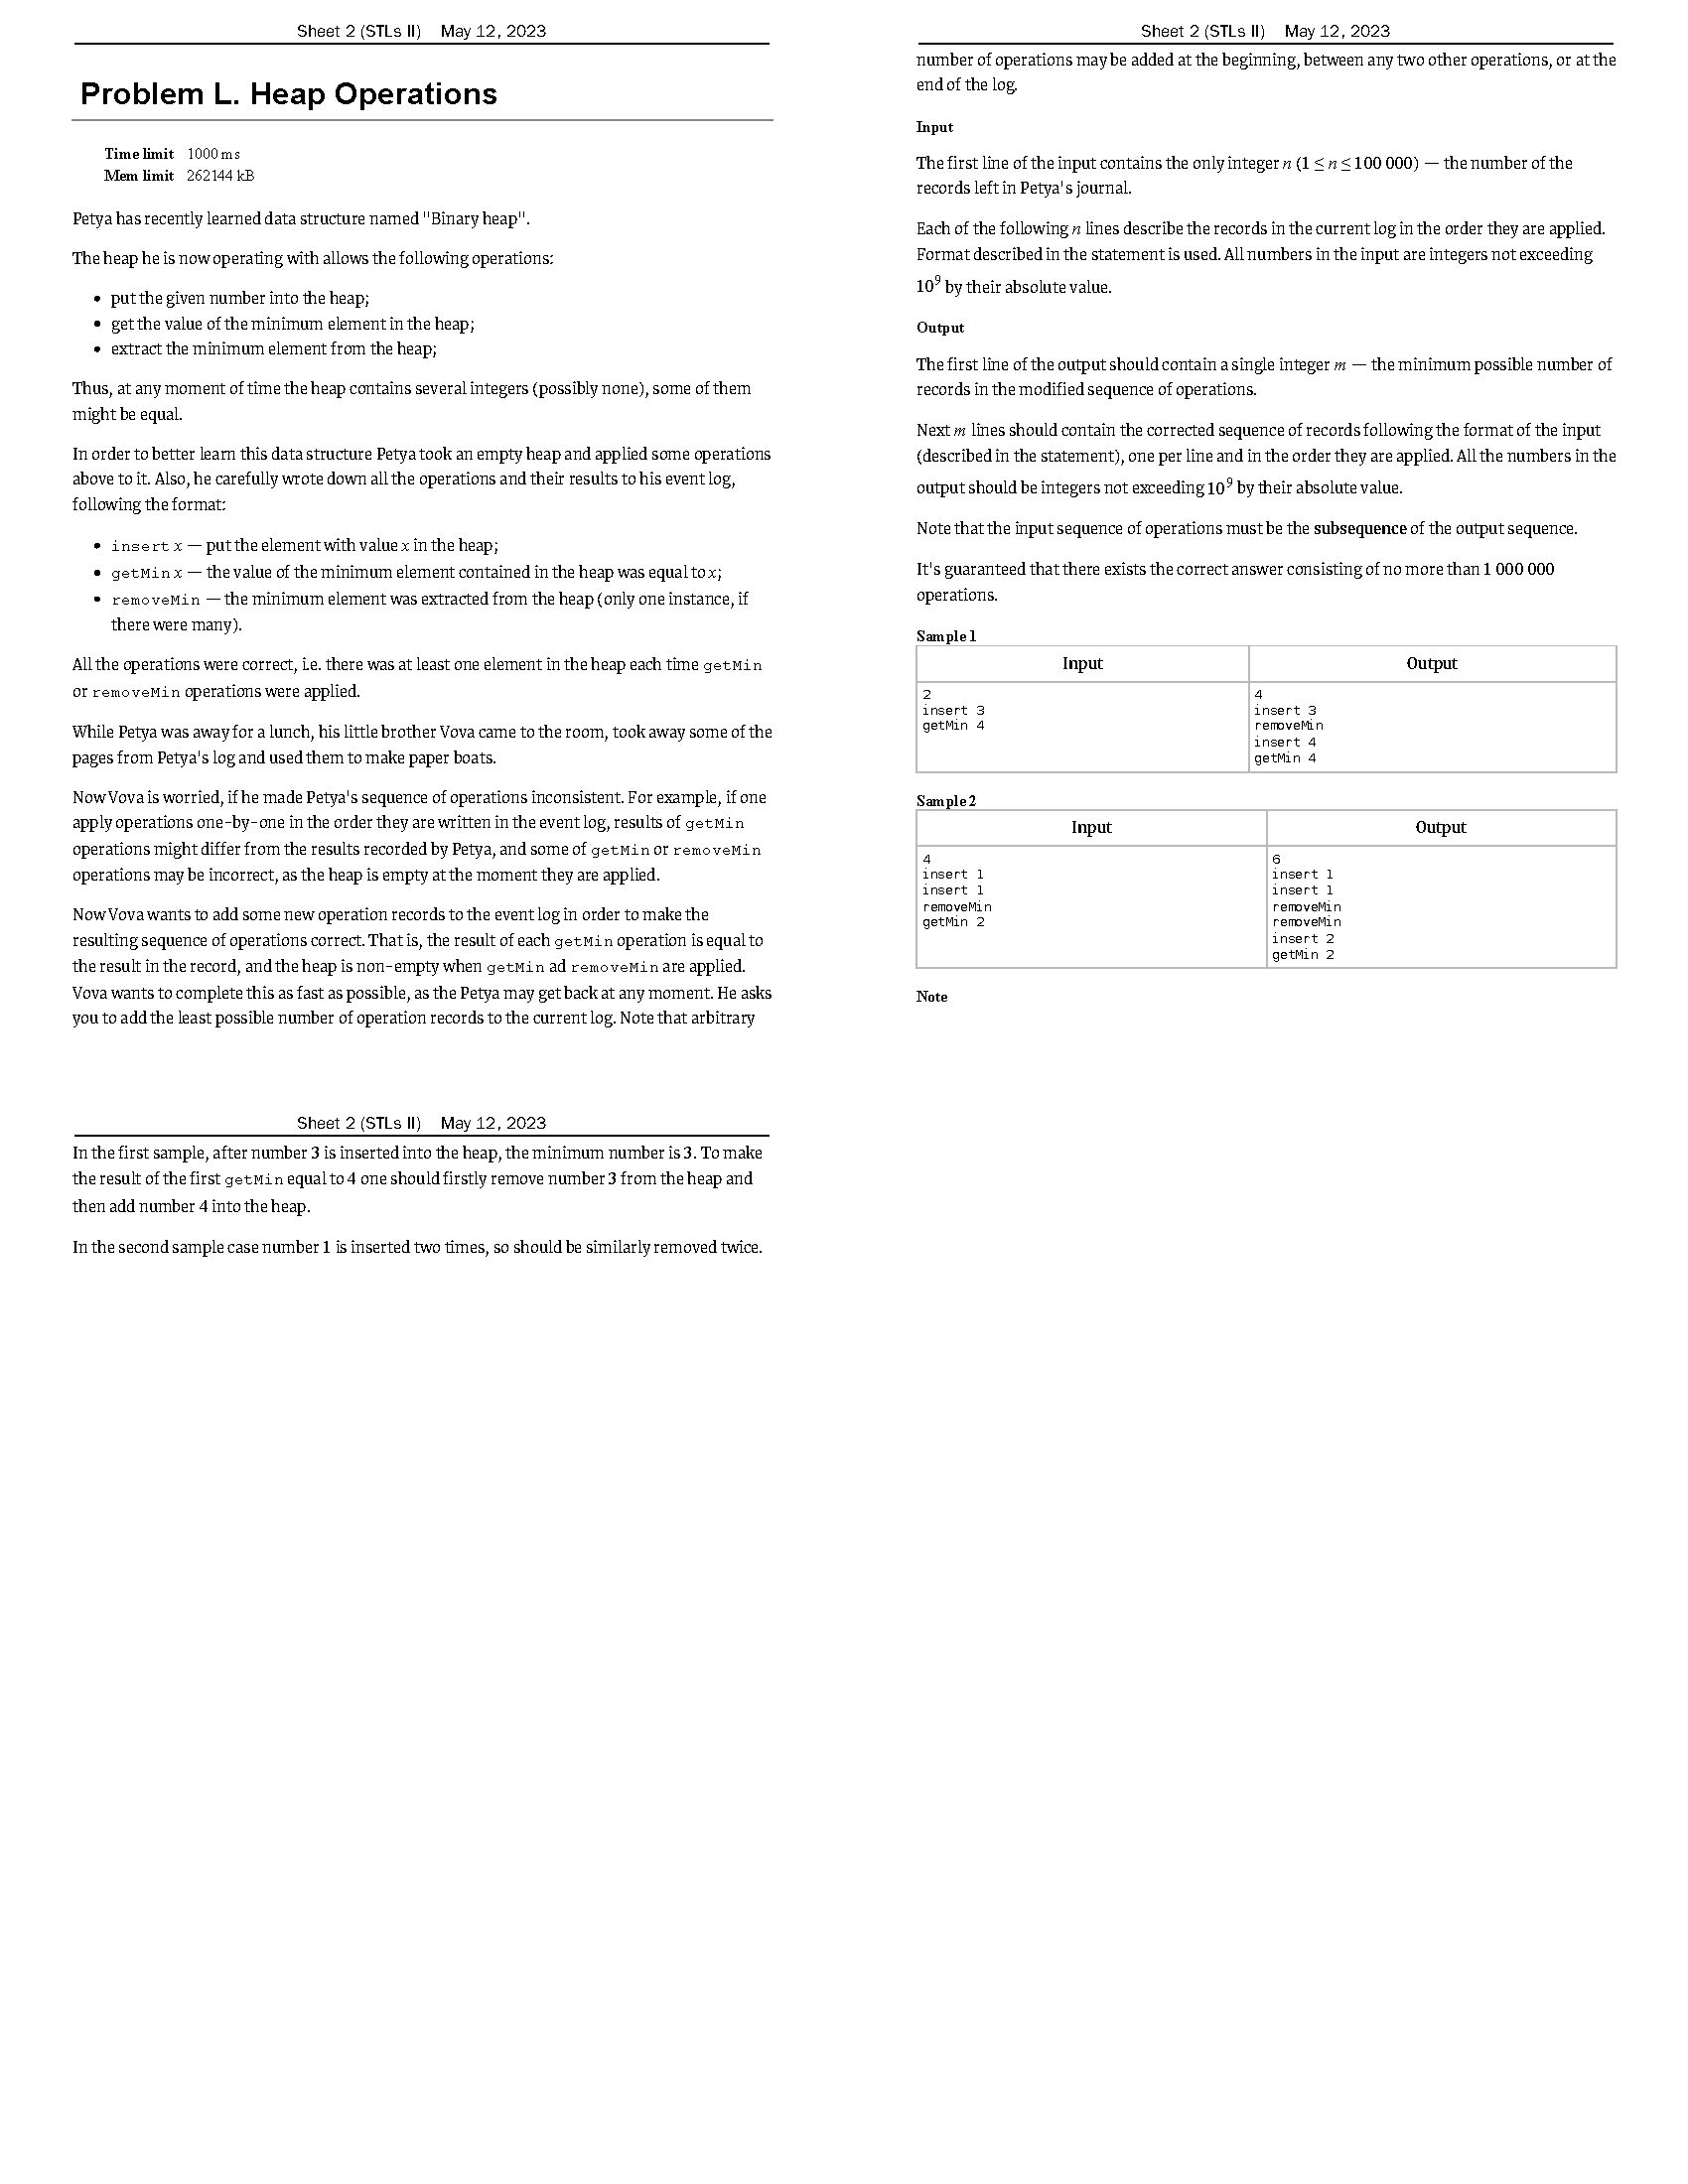 Sheet 2 (STLs II) May 12, 2023
Problem L. Heap Operations
Time limit 1000 ms
Mem limit 262144 kB
Petya has recently learned data structure named "Binary heap".
The heap he is now operating with allows the following operations:
• put the given number into the heap;
• get the value of the minimum element in the heap;
• extract the minimum element from the heap;
Thus, at any moment of time the heap contains several integers (possibly none), some of them
might be equal.
In order to better learn this data structure Petya took an empty heap and applied some operations
above to it. Also, he carefully wrote down all the operations and their results to his event log,
following the format:
• insert x — put the element with value x in the heap;
• getMin x — the value of the minimum element contained in the heap was equal to x;
• removeMin — the minimum element was extracted from the heap (only one instance, if
there were many).
All the operations were correct, i.e. there was at least one element in the heap each time getMin
or removeMin operations were applied.
While Petya was away for a lunch, his little brother Vova came to the room, took away some of the
pages from Petya's log and used them to make paper boats.
Now Vova is worried, if he made Petya's sequence of operations inconsistent. For example, if one
apply operations one-by-one in the order they are written in the event log, results of getMin
operations might differ from the results recorded by Petya, and some of getMin or removeMin
operations may be incorrect, as the heap is empty at the moment they are applied.
Now Vova wants to add some new operation records to the event log in order to make the
resulting sequence of operations correct. That is, the result of each getMin operation is equal to
the result in the record, and the heap is non-empty when getMin ad removeMin are applied.
Vova wants to complete this as fast as possible, as the Petya may get back at any moment. He asks
you to add the least possible number of operation records to the current log. Note that arbitrary
Sheet 2 (STLs II) May 12, 2023
number of operations may be added at the beginning, between any two other operations, or at the
end of the log.
Input
The first line of the input contains the only integer n (1 ≤ n ≤ 100 000) — the number of the
records left in Petya's journal.
Each of the following n lines describe the records in the current log in the order they are applied.
Format described in the statement is used. All numbers in the input are integers not exceeding
10⁹ by their absolute value.
Output
The first line of the output should contain a single integer m — the minimum possible number of
records in the modified sequence of operations.
Next m lines should contain the corrected sequence of records following the format of the input
(described in the statement), one per line and in the order they are applied. All the numbers in the
output should be integers not exceeding 10⁹ by their absolute value.
Note that the input sequence of operations must be the subsequence of the output sequence.
It's guaranteed that there exists the correct answer consisting of no more than 1 000 000
operations.
Sample 1
Input Output
2 4
insert 3 insert 3
getMin 4 removeMin
insert 4
getMin 4
Sample 2
Input Output
4 6
insert 1 insert 1
insert 1 insert 1
removeMin removeMin
getMin 2 removeMin
insert 2
getMin 2
Note
Sheet 2 (STLs II) May 12, 2023
In the first sample, after number 3 is inserted into the heap, the minimum number is 3. To make
the result of the first getMin equal to 4 one should firstly remove number 3 from the heap and
then add number 4 into the heap.
In the second sample case number 1 is inserted two times, so should be similarly removed twice.